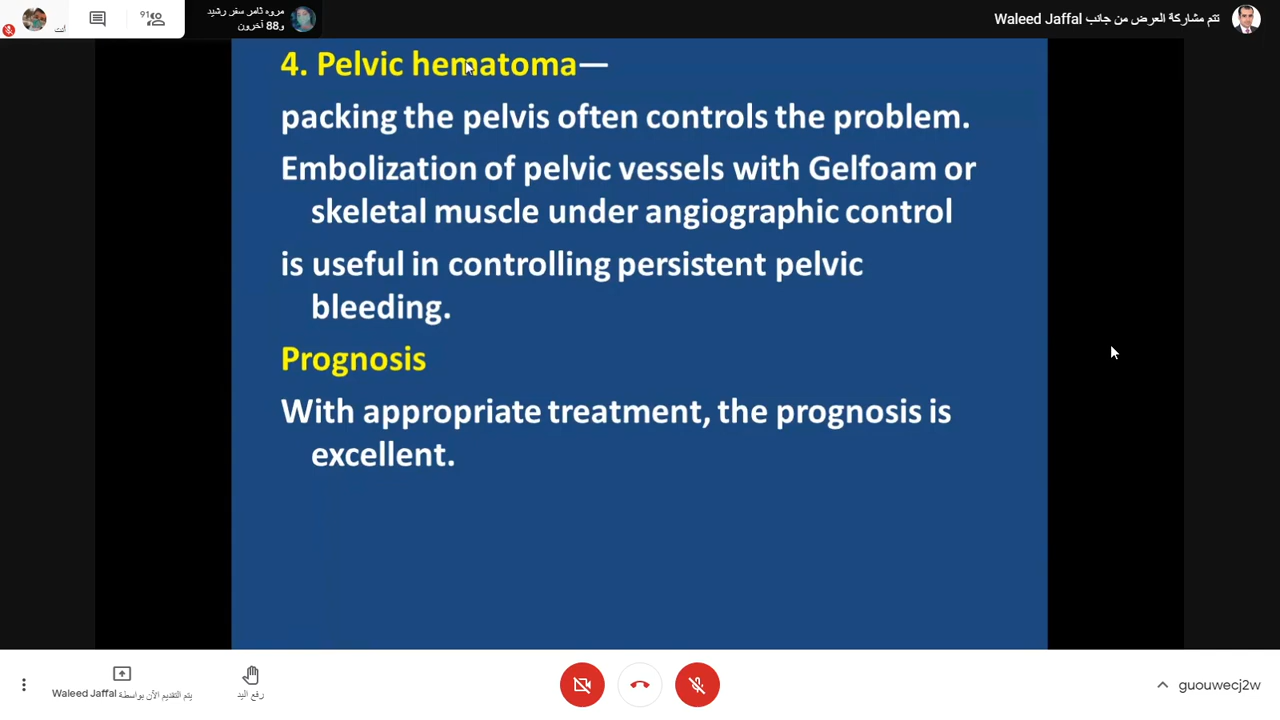 أنت
91
مروه ثامر سفر رشيد
و88 آخرون
تتم مشاركة العرض من جانب Waleed Jaffal
4. Pelvic hematoma—
packing the pelvis often controls the problem.
Embolization of pelvic vessels with Gelfoam or
skeletal muscle under angiographic control
is useful in controlling persistent pelvic
bleeding.
Prognosis
With appropriate treatment, the prognosis is
excellent.
يتم التقديم الآن بواسطة Waleed Jaffal
رفع اليد
guouwecj2w